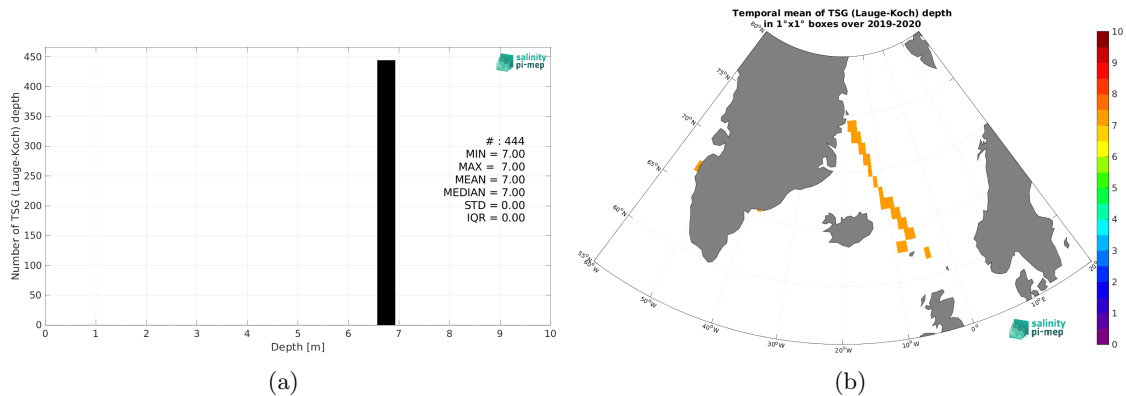 450
400
350
300
250
200
150
100
50
0
Number of TSG (Lauge-Koch) depth
salinity
pi-mep
# : 444
MIN = 7.00
MAX = 7.00
MEAN = 7.00
MEDIAN = 7.00
STD = 0.00
IQR = 0.00
0 1 2 3 4 5 6 7 8 9 10
Depth [m]
(a)
Temporal mean of TSG (Lauge-Koch) depth
in 1°x1° boxes over 2019-2020
80°N
75°N
70°N
65°N
60°N
55°N
60°W
50°W
40°W
30°W
20°W
10°W
0°
10°E
20°
salinity
pi-mep
10
9
8
7
6
5
4
3
2
1
0
(b)